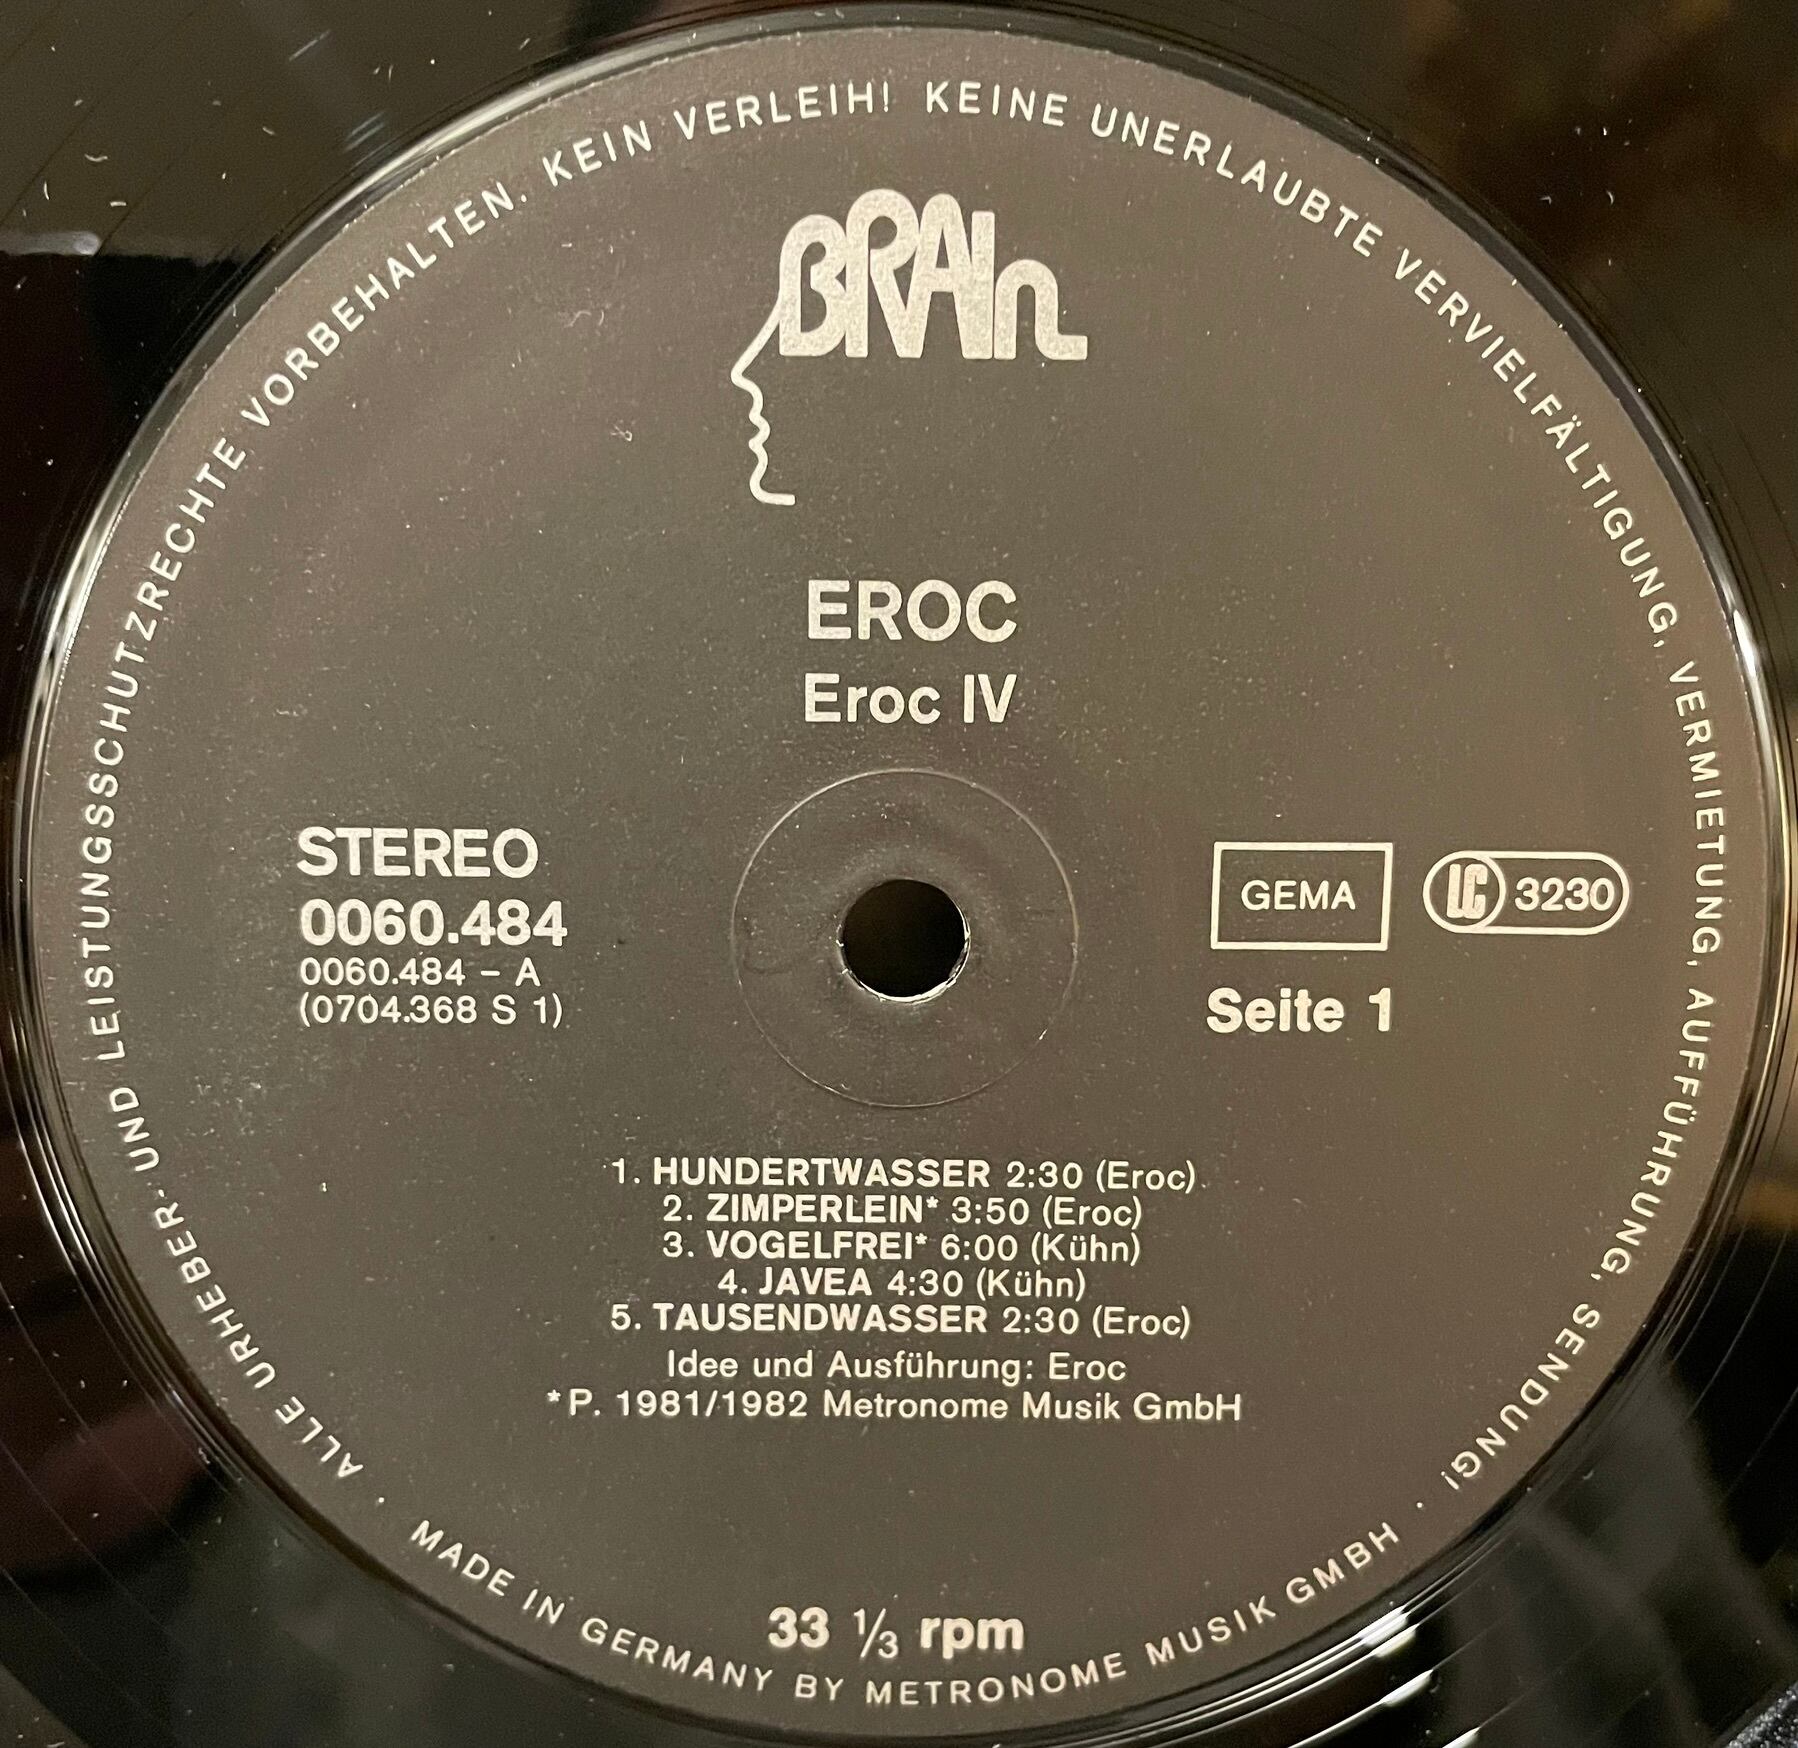 BRAIN
EROC
Eroc IV
STEREO
0060.484
0060.484 – A
(0704.368 S 1)
GEMA
LC 3230
Seite 1
1. HUNDERTWASSER 2:30 (Eroc)
2. ZIMPERLEIN* 3:50 (Eroc)
3. VOGELFREI* 6:00 (Kühn)
4. JAVEA 4:30 (Kühn)
5. TAUSENDWASSER 2:30 (Eroc)
Idee und Ausführung: Eroc
*P. 1981/1982 Metronome Musik GmbH
33 ⅓ rpm
ALLE URHEBER- UND LEISTUNGSSCHUTZRECHTE VORBEHALTEN. KEIN VERLEIH! KEINE UNERLAUBTE VERVIELFÄLTIGUNG, VERMIETUNG, AUFFÜHRUNG, SENDUNG!
· MADE IN GERMANY BY METRONOME MUSIK GMBH ·